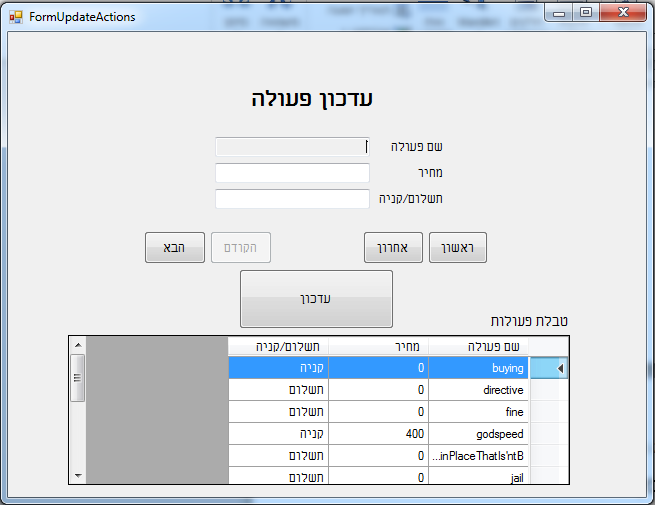 FormUpdateActions
עדכון פעולה
שם פעולה
מחיר
תשלום/קניה
ראשון אחרון הקודם הבא
עדכון
טבלת פעולות
שם פעולה מחיר תשלום/קניה
buying 0 קניה
directive 0 תשלום
fine 0 תשלום
godspeed 400 קניה
...inPlaceThatIs'ntB 0 תשלום
jail 0 תשלום